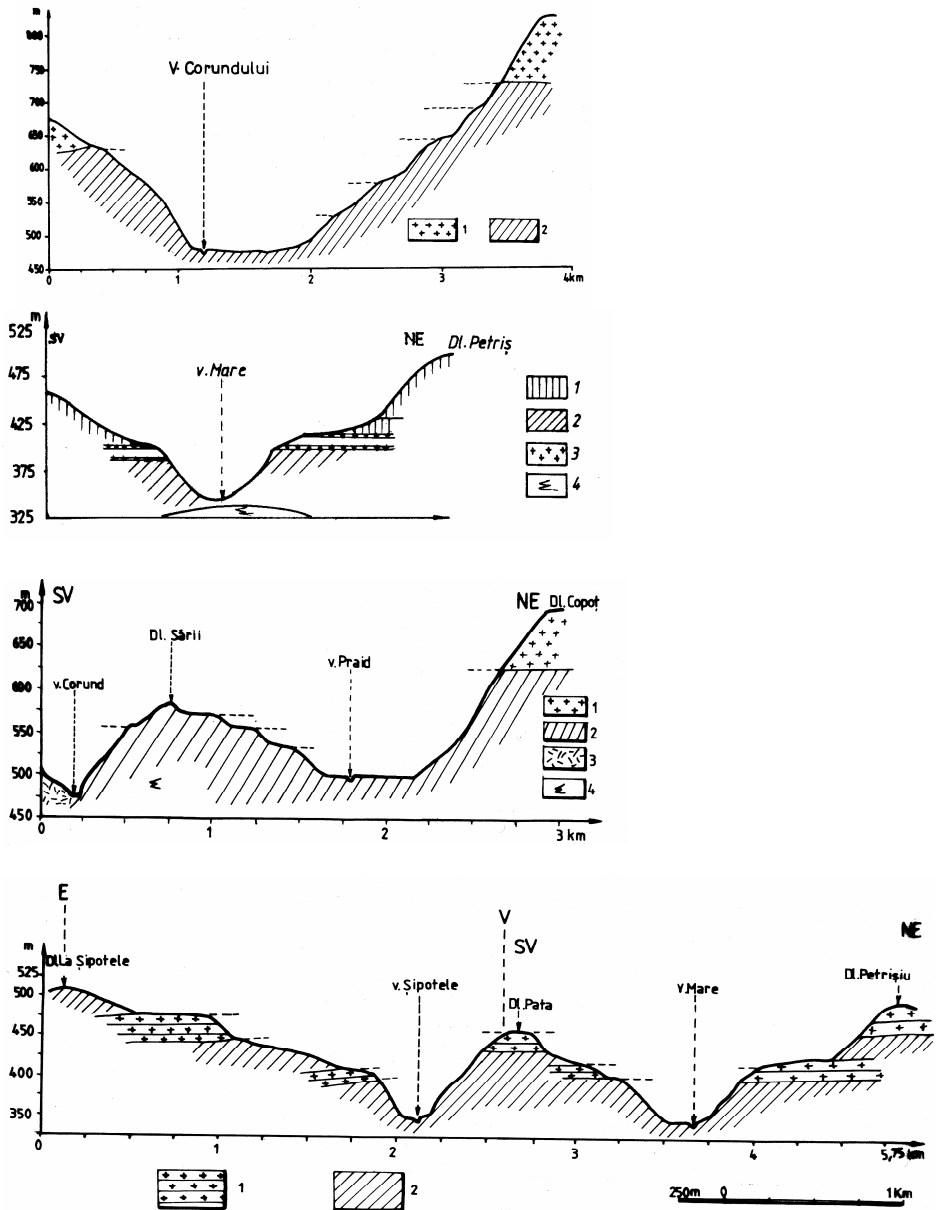 m
800
750
700
650
600
550
500
450
V. Corundului
1
2
0
1
2
3
4km
m
525
SV
475
425
375
325
v.Mare
NE
Dl. Petriș
1
2
3
4
m
700
650
600
550
500
450
SV
Dl. Sării
v.Corund
v.Praid
NE
Dl.Copoț
1
2
3
4
0
1
2
3 km
E
m
Dl.La Șipotele
525
500
450
400
350
v.Șipotele
V
SV
Dl.Pata
v.Mare
NE
Dl.Petrișiu
0
1
2
3
4
5,75 km
1
2
250m 0 1Km